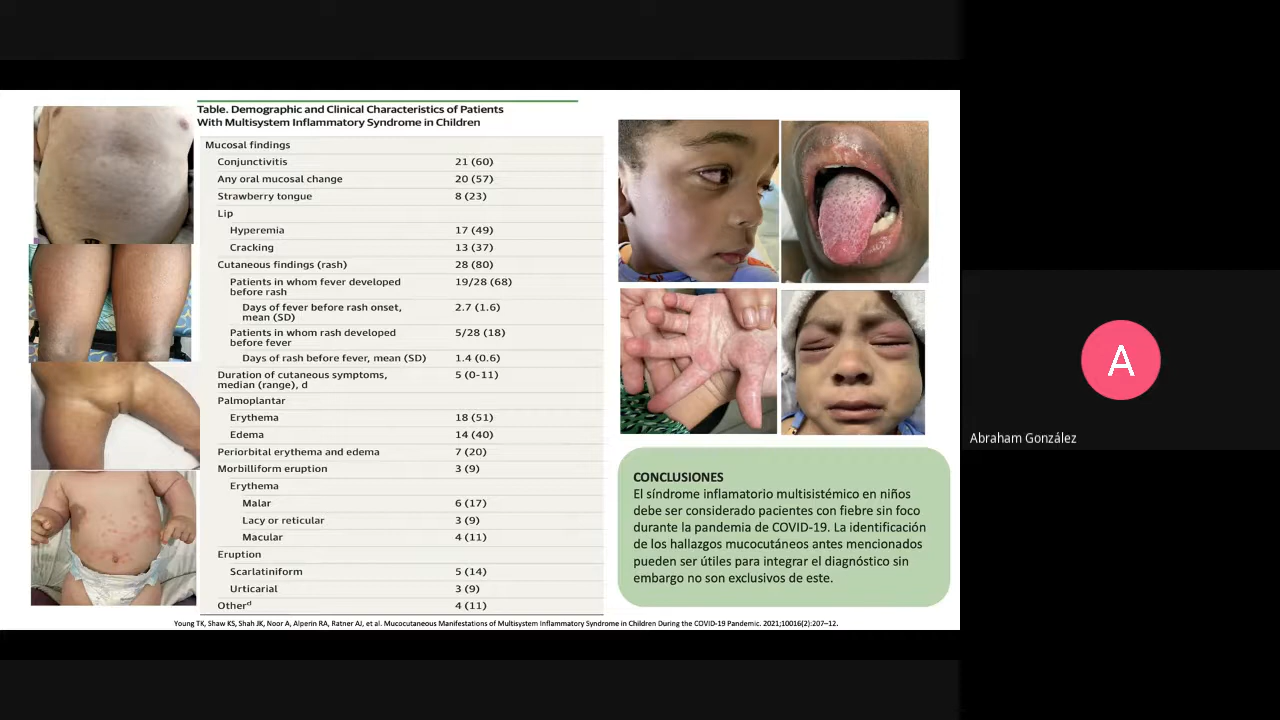 Table. Demographic and Clinical Characteristics of Patients
With Multisystem Inflammatory Syndrome in Children
Mucosal findings
Conjunctivitis 21 (60)
Any oral mucosal change 20 (57)
Strawberry tongue 8 (23)
Lip
Hyperemia 17 (49)
Cracking 13 (37)
Cutaneous findings (rash) 28 (80)
Patients in whom fever developed 19/28 (68)
before rash
Days of fever before rash onset, 2.7 (1.6)
mean (SD)
Patients in whom rash developed 5/28 (18)
before fever
Days of rash before fever, mean (SD) 1.4 (0.6)
Duration of cutaneous symptoms, 5 (0-11)
median (range), d
Palmoplantar
Erythema 18 (51)
Edema 14 (40)
Periorbital erythema and edema 7 (20)
Morbilliform eruption 3 (9)
Erythema
Malar 6 (17)
Lacy or reticular 3 (9)
Macular 4 (11)
Eruption
Scarlatiniform 5 (14)
Urticarial 3 (9)
Otherᵈ 4 (11)
CONCLUSIONES
El síndrome inflamatorio multisistémico en niños
debe ser considerado pacientes con fiebre sin foco
durante la pandemia de COVID-19. La identificación
de los hallazgos mucocutáneos antes mencionados
pueden ser útiles para integrar el diagnóstico sin
embargo no son exclusivos de este.
Young TK, Shaw KS, Shah JK, Noor A, Alperin RA, Ratner AJ, et al. Mucocutaneous Manifestations of Multisystem Inflammatory Syndrome in Children During the COVID-19 Pandemic. 2021;10016(2):207–12.
A
Abraham González